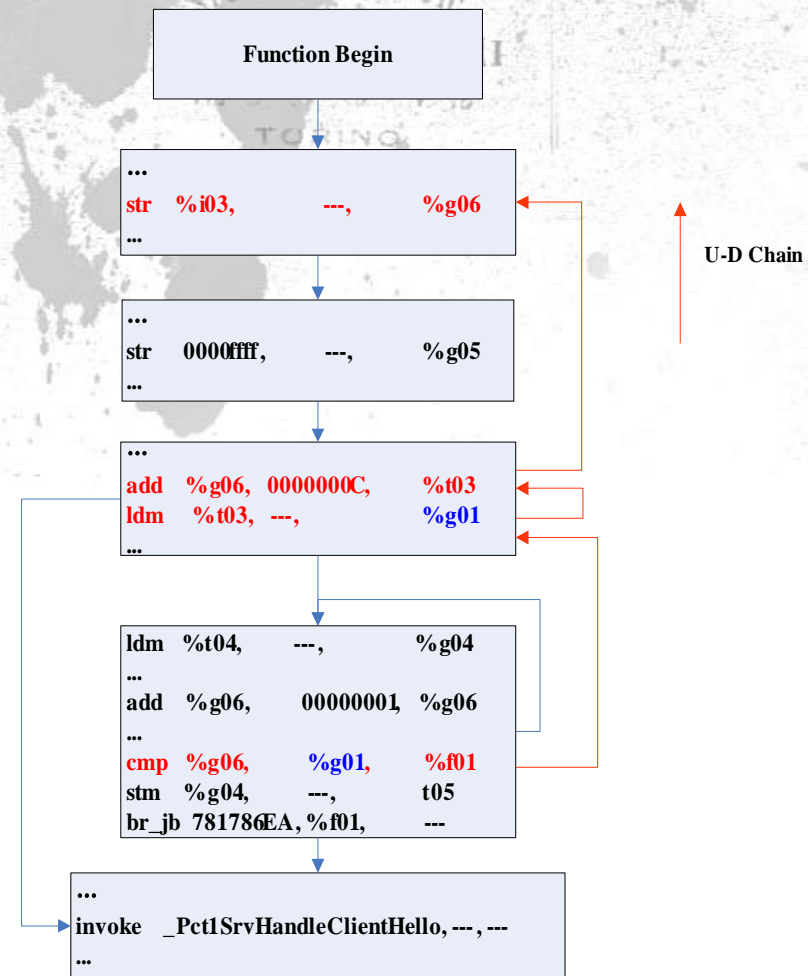 Function Begin
TORINO
...
str %i03, ---, %g06
...
U-D Chain
...
str 0000ffff, ---, %g05
...
...
add %g06, 0000000C, %t03
ldm %t03, ---, %g01
...
ldm %t04, ---, %g04
...
add %g06, 00000001, %g06
...
cmp %g06, %g01, %f01
stm %g04, ---, t05
br_jb 781786EA, %f01, ---
...
invoke _Pct1SrvHandleClientHello, ---, ---
...